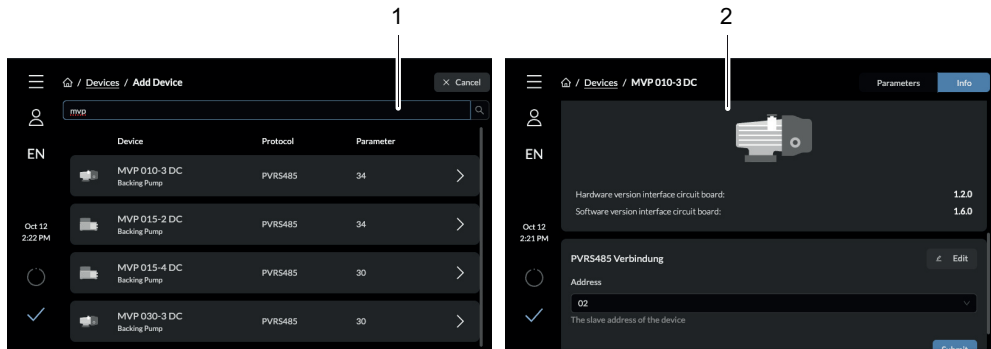 1
2
/ Devices / Add Device
× Cancel
mvp
EN
Device Protocol Parameter
MVP 010-3 DC
Backing Pump
PVRS485
34
MVP 015-2 DC
Backing Pump
PVRS485
34
Oct 12
2:22 PM
MVP 015-4 DC
Backing Pump
PVRS485
30
MVP 030-3 DC
Backing Pump
PVRS485
30
/ Devices / MVP 010-3 DC
Parameters Info
EN
Hardware version interface circuit board: 1.2.0
Software version interface circuit board: 1.6.0
Oct 12
2:21 PM
PVRS485 Verbindung
Edit
Address
02
The slave address of the device
Submit